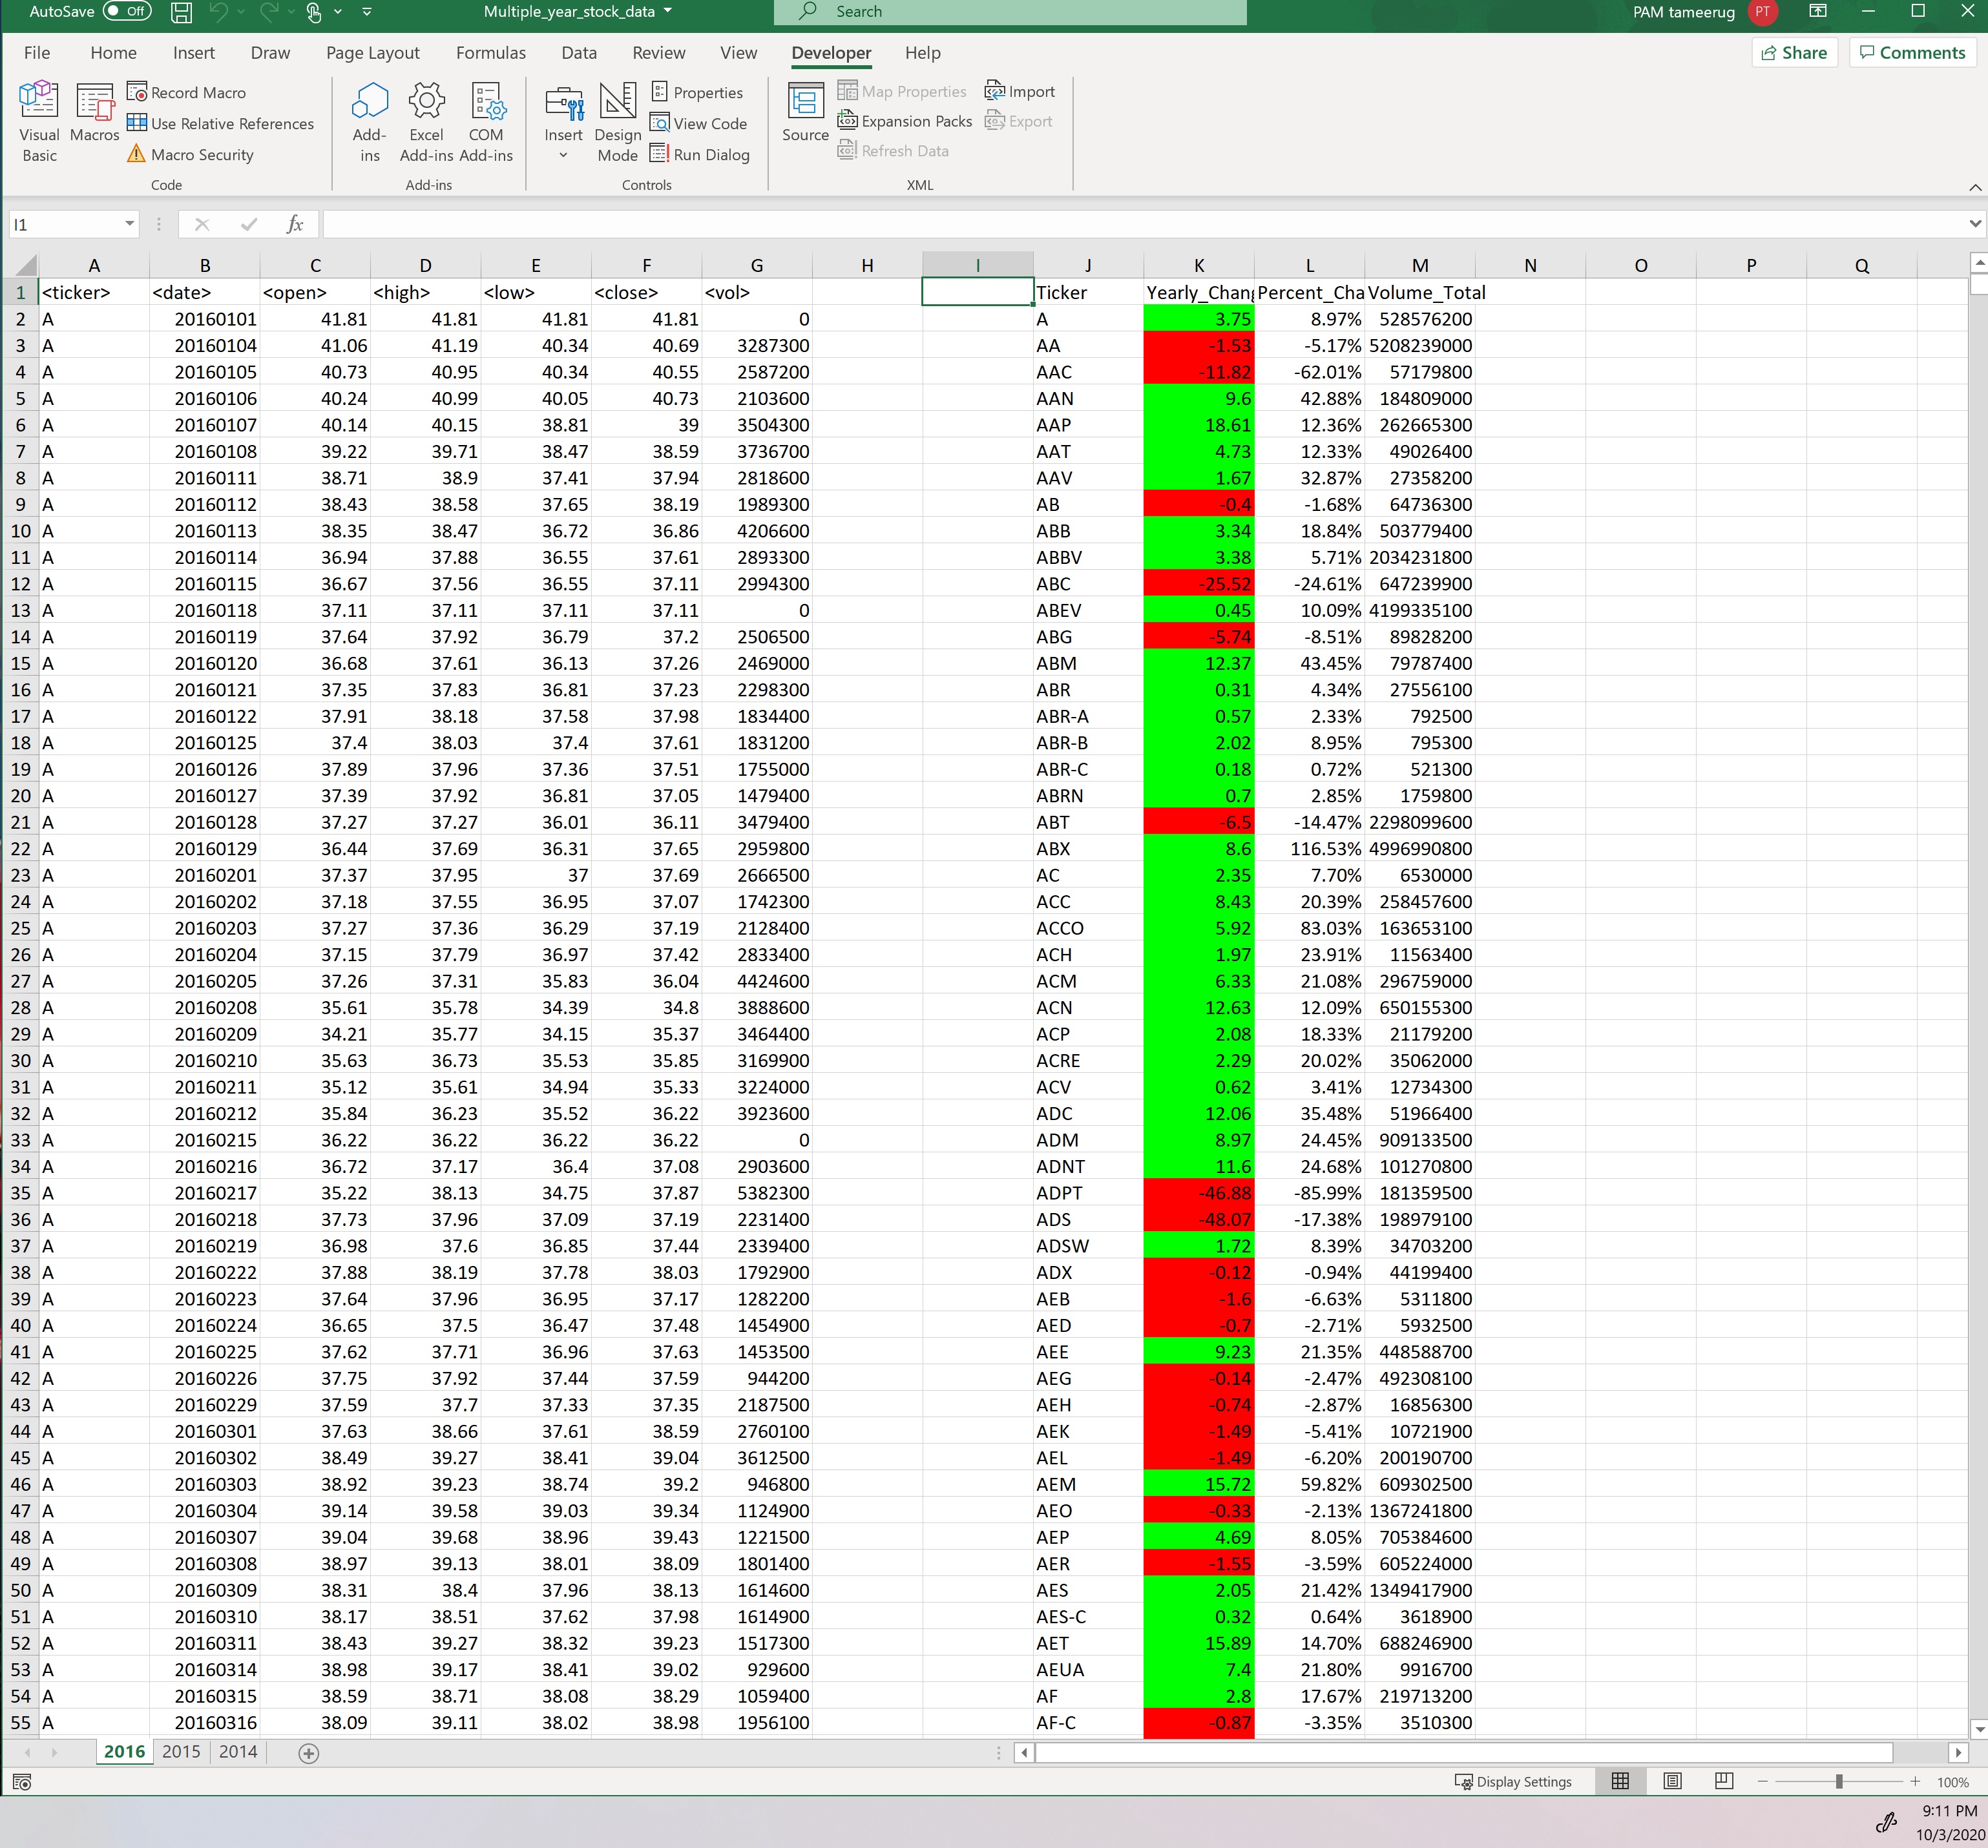 AutoSave Off Multiple_year_stock_data Search PAM tameerug PT
File Home Insert Draw Page Layout Formulas Data Review View Developer Help Share Comments
Visual Basic Macros Record Macro Use Relative References Macro Security
Code
Add-ins Excel Add-ins COM Add-ins
Add-ins
Insert Design Mode Properties View Code Run Dialog
Controls
Source Map Properties Expansion Packs Refresh Data Import Export
XML
I1 fx
A B C D E F G H I J K L M N O P Q
1 <ticker> <date> <open> <high> <low> <close> <vol> Ticker Yearly_Chang Percent_Cha Volume_Total
2 A 20160101 41.81 41.81 41.81 41.81 0 A 3.75 8.97% 528576200
3 A 20160104 41.06 41.19 40.34 40.69 3287300 AA -1.53 -5.17% 5208239000
4 A 20160105 40.73 40.95 40.34 40.55 2587200 AAC -11.82 -62.01% 57179800
5 A 20160106 40.24 40.99 40.05 40.73 2103600 AAN 9.6 42.88% 184809000
6 A 20160107 40.14 40.15 38.81 39 3504300 AAP 18.61 12.36% 262665300
7 A 20160108 39.22 39.71 38.47 38.59 3736700 AAT 4.73 12.33% 49026400
8 A 20160111 38.71 38.9 37.41 37.94 2818600 AAV 1.67 32.87% 27358200
9 A 20160112 38.43 38.58 37.65 38.19 1989300 AB -0.4 -1.68% 64736300
10 A 20160113 38.35 38.47 36.72 36.86 4206600 ABB 3.34 18.84% 503779400
11 A 20160114 36.94 37.88 36.55 37.61 2893300 ABBV 3.38 5.71% 2034231800
12 A 20160115 36.67 37.56 36.55 37.11 2994300 ABC -25.52 -24.61% 647239900
13 A 20160118 37.11 37.11 37.11 37.11 0 ABEV 0.45 10.09% 4199335100
14 A 20160119 37.64 37.92 36.79 37.2 2506500 ABG -5.74 -8.51% 89828200
15 A 20160120 36.68 37.61 36.13 37.26 2469000 ABM 12.37 43.45% 79787400
16 A 20160121 37.35 37.83 36.81 37.23 2298300 ABR 0.31 4.34% 27556100
17 A 20160122 37.91 38.18 37.58 37.98 1834400 ABR-A 0.57 2.33% 792500
18 A 20160125 37.4 38.03 37.4 37.61 1831200 ABR-B 2.02 8.95% 795300
19 A 20160126 37.89 37.96 37.36 37.51 1755000 ABR-C 0.18 0.72% 521300
20 A 20160127 37.39 37.92 36.81 37.05 1479400 ABRN 0.7 2.85% 1759800
21 A 20160128 37.27 37.27 36.01 36.11 3479400 ABT -6.5 -14.47% 2298099600
22 A 20160129 36.44 37.69 36.31 37.65 2959800 ABX 8.6 116.53% 4996990800
23 A 20160201 37.37 37.95 37 37.69 2666500 AC 2.35 7.70% 6530000
24 A 20160202 37.18 37.55 36.95 37.07 1742300 ACC 8.43 20.39% 258457600
25 A 20160203 37.27 37.36 36.29 37.19 2128400 ACCO 5.92 83.03% 163653100
26 A 20160204 37.15 37.79 36.97 37.42 2833400 ACH 1.97 23.91% 11563400
27 A 20160205 37.26 37.31 35.83 36.04 4424600 ACM 6.33 21.08% 296759000
28 A 20160208 35.61 35.78 34.39 34.8 3888600 ACN 12.63 12.09% 650155300
29 A 20160209 34.21 35.77 34.15 35.37 3464400 ACP 2.08 18.33% 21179200
30 A 20160210 35.63 36.73 35.53 35.85 3169900 ACRE 2.29 20.02% 35062000
31 A 20160211 35.12 35.61 34.94 35.33 3224000 ACV 0.62 3.41% 12734300
32 A 20160212 35.84 36.23 35.52 36.22 3923600 ADC 12.06 35.48% 51966400
33 A 20160215 36.22 36.22 36.22 36.22 0 ADM 8.97 24.45% 909133500
34 A 20160216 36.72 37.17 36.4 37.08 2903600 ADNT 11.6 24.68% 101270800
35 A 20160217 35.22 38.13 34.75 37.87 5382300 ADPT -46.88 -85.99% 181359500
36 A 20160218 37.73 37.96 37.09 37.19 2231400 ADS -48.07 -17.38% 198979100
37 A 20160219 36.98 37.6 36.85 37.44 2339400 ADSW 1.72 8.39% 34703200
38 A 20160222 37.88 38.19 37.78 38.03 1792900 ADX -0.12 -0.94% 44199400
39 A 20160223 37.64 37.96 36.95 37.17 1282200 AEB -1.6 -6.63% 5311800
40 A 20160224 36.65 37.5 36.47 37.48 1454900 AED -0.7 -2.71% 5932500
41 A 20160225 37.62 37.71 36.96 37.63 1453500 AEE 9.23 21.35% 448588700
42 A 20160226 37.75 37.92 37.44 37.59 944200 AEG -0.14 -2.47% 492308100
43 A 20160229 37.59 37.7 37.33 37.35 2187500 AEH -0.74 -2.87% 16856300
44 A 20160301 37.63 38.66 37.61 38.59 2760100 AEK -1.49 -5.41% 10721900
45 A 20160302 38.49 39.27 38.41 39.04 3612500 AEL -1.49 -6.20% 200190700
46 A 20160303 38.92 39.23 38.74 39.2 946800 AEM 15.72 59.82% 609302500
47 A 20160304 39.14 39.58 39.03 39.34 1124900 AEO -0.33 -2.13% 1367241800
48 A 20160307 39.04 39.68 38.96 39.43 1221500 AEP 4.69 8.05% 705384600
49 A 20160308 38.97 39.13 38.01 38.09 1801400 AER -1.55 -3.59% 605224000
50 A 20160309 38.31 38.4 37.96 38.13 1614600 AES 2.05 21.42% 1349417900
51 A 20160310 38.17 38.51 37.62 37.98 1614900 AES-C 0.32 0.64% 3618900
52 A 20160311 38.43 39.27 38.32 39.23 1517300 AET 15.89 14.70% 688246900
53 A 20160314 38.98 39.17 38.41 39.02 929600 AEUA 7.4 21.80% 9916700
54 A 20160315 38.59 38.71 38.08 38.29 1059400 AF 2.8 17.67% 219713200
55 A 20160316 38.09 39.11 38.02 38.98 1956100 AF-C -0.87 -3.35% 3510300
2016 2015 2014
Display Settings 100%
9:11 PM
10/3/2020